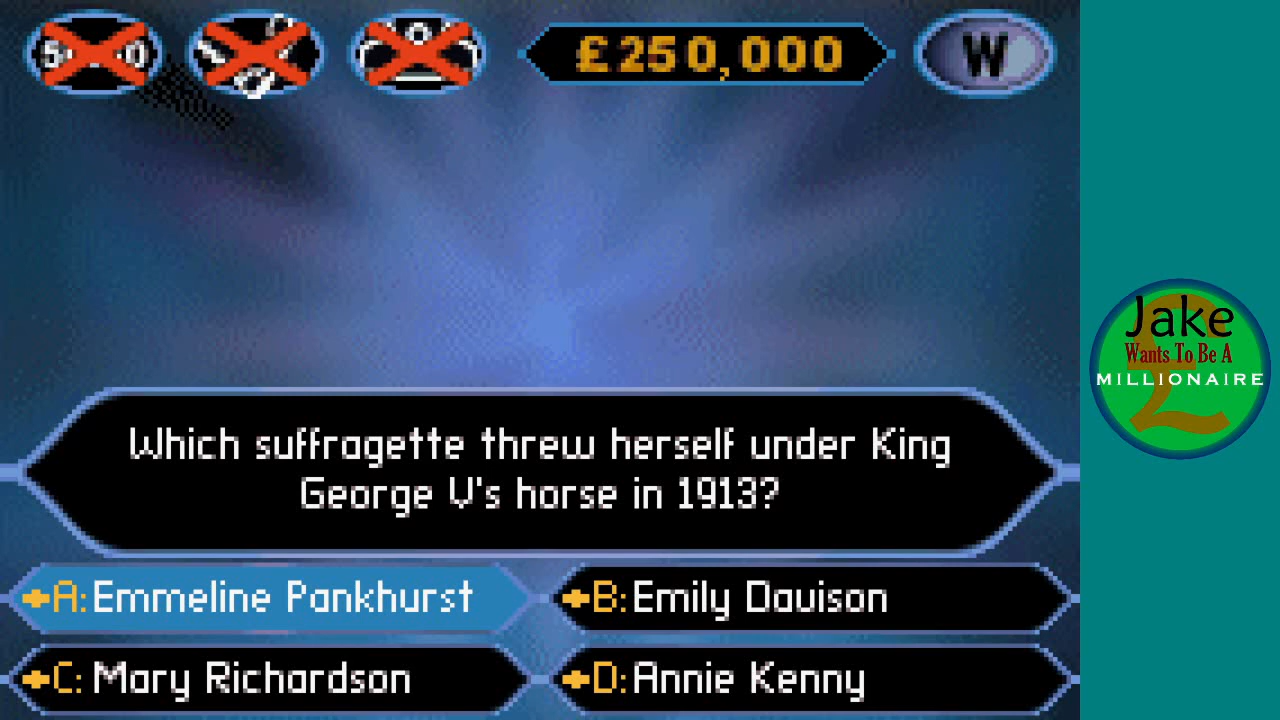 £250,000
W
Which suffragette threw herself under King
George V's horse in 1913?
A: Emmeline Pankhurst
B: Emily Davison
C: Mary Richardson
D: Annie Kenny
Jake
Wants To Be A
MILLIONAIRE